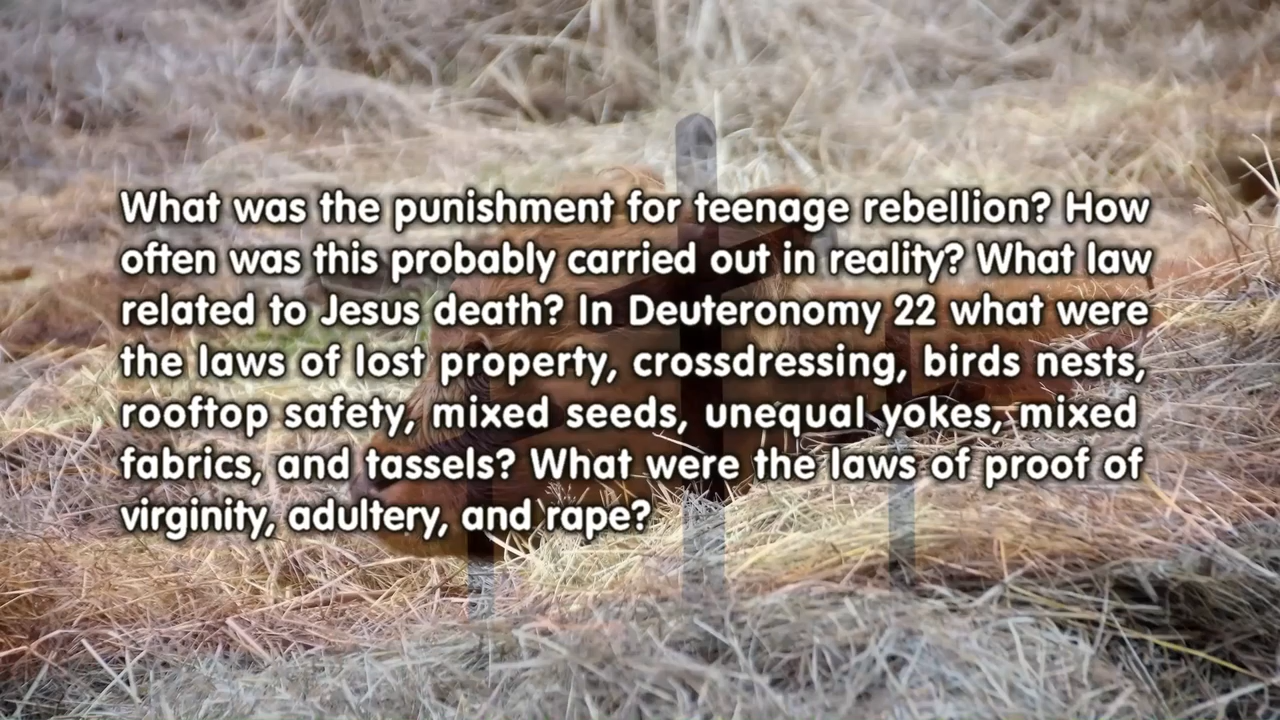 What was the punishment for teenage rebellion? How
often was this probably carried out in reality? What law
related to Jesus death? In Deuteronomy 22 what were
the laws of lost property, crossdressing, birds nests,
rooftop safety, mixed seeds, unequal yokes, mixed
fabrics, and tassels? What were the laws of proof of
virginity, adultery, and rape?